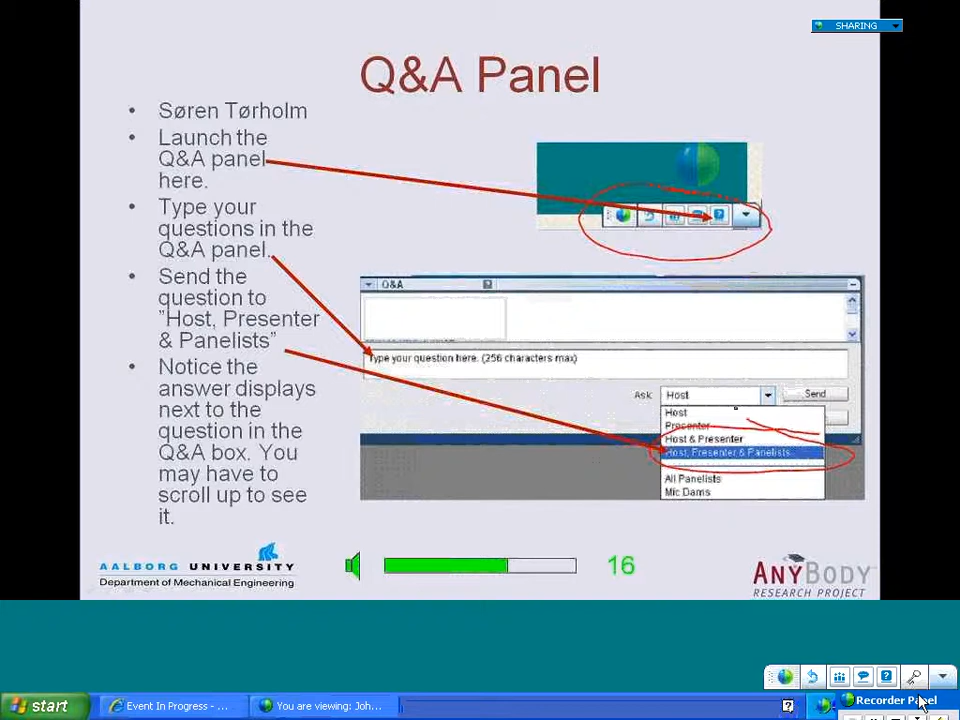 SHARING
Q&A Panel
• Søren Tørholm
• Launch the
Q&A panel
here.
• Type your
questions in the
Q&A panel.
• Send the
question to
”Host, Presenter
& Panelists”
• Notice the
answer displays
next to the
question in the
Q&A box. You
may have to
scroll up to see
it.
Q&A
Type your question here. (256 characters max)
Ask:
Host
Send
Host
Presenter
Host & Presenter
Host, Presenter & Panelists
All Panelists
Mic Dams
AALBORG UNIVERSITY
Department of Mechanical Engineering
16
ANYBODY
RESEARCH PROJECT
start
Event In Progress - ...
You are viewing: Joh...
Recorder Panel